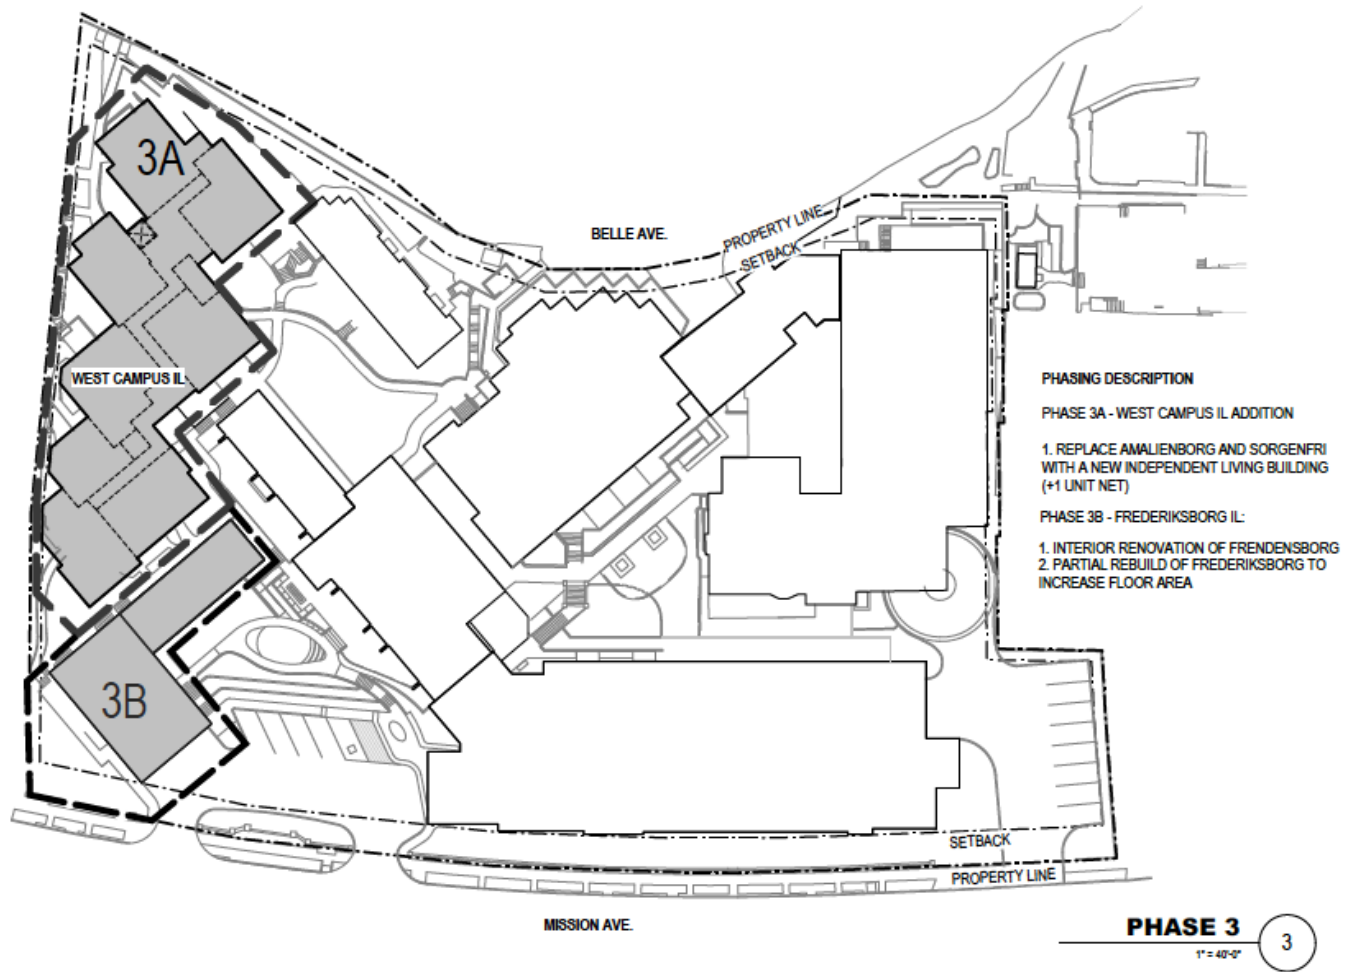 3A
BELLE AVE.
PROPERTY LINE
SETBACK
WEST CAMPUS IL
PHASING DESCRIPTION
PHASE 3A - WEST CAMPUS IL ADDITION
1. REPLACE AMALIENBORG AND SORGENFRI
WITH A NEW INDEPENDENT LIVING BUILDING
(+1 UNIT NET)
PHASE 3B - FREDERIKSBORG IL:
1. INTERIOR RENOVATION OF FRENDENSBORG
2. PARTIAL REBUILD OF FREDERIKSBORG TO
INCREASE FLOOR AREA
3B
SETBACK
PROPERTY LINE
MISSION AVE.
PHASE 3
3
1" = 40'-0"